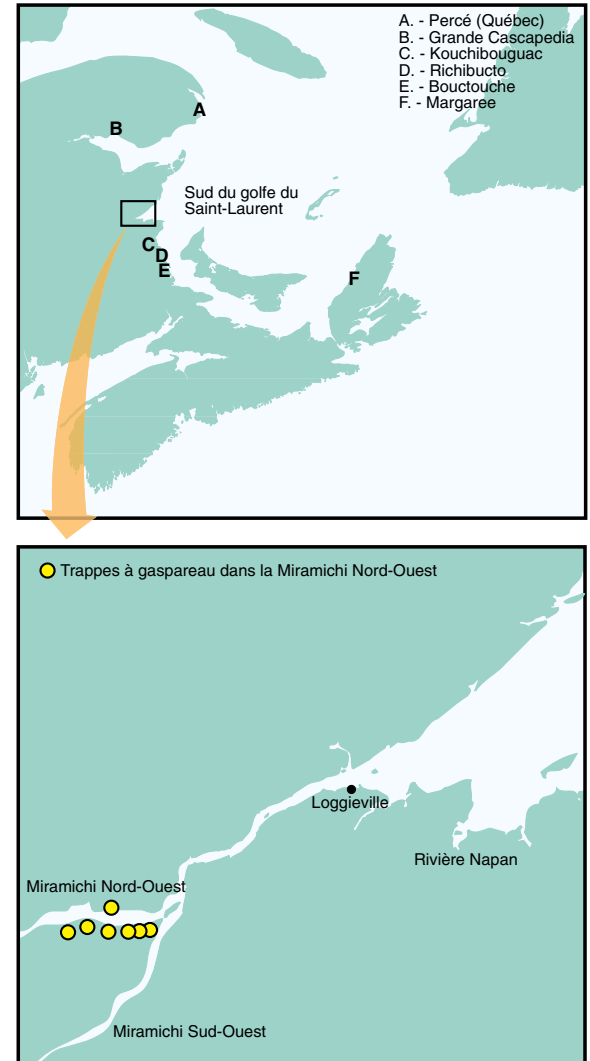 A. - Percé (Québec)
B. - Grande Cascapedia
C. - Kouchibouguac
D. - Richibucto
E. - Bouctouche
F. - Margaree
A
B
Sud du golfe du
Saint-Laurent
C
D
E
F
Trappes à gaspareau dans la Miramichi Nord-Ouest
Loggieville
Rivière Napan
Miramichi Nord-Ouest
Miramichi Sud-Ouest